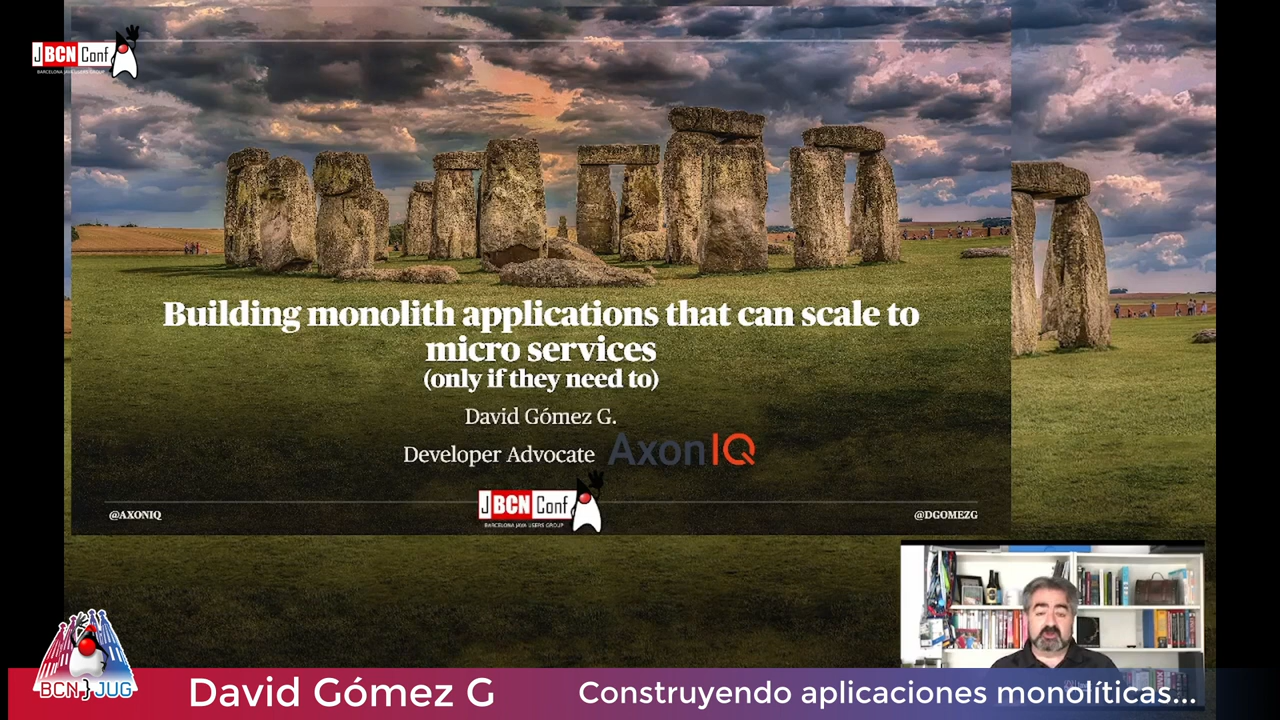 JBCNConf
BARCELONA JAVA USERS GROUP
Building monolith applications that can scale to
micro services
(only if they need to)
David Gómez G.
Developer Advocate AxonIQ
JBCNConf
BARCELONA JAVA USERS GROUP
@AXONIQ
@DGOMEZG
BCN JUG
David Gómez G
Construyendo aplicaciones monolíticas...